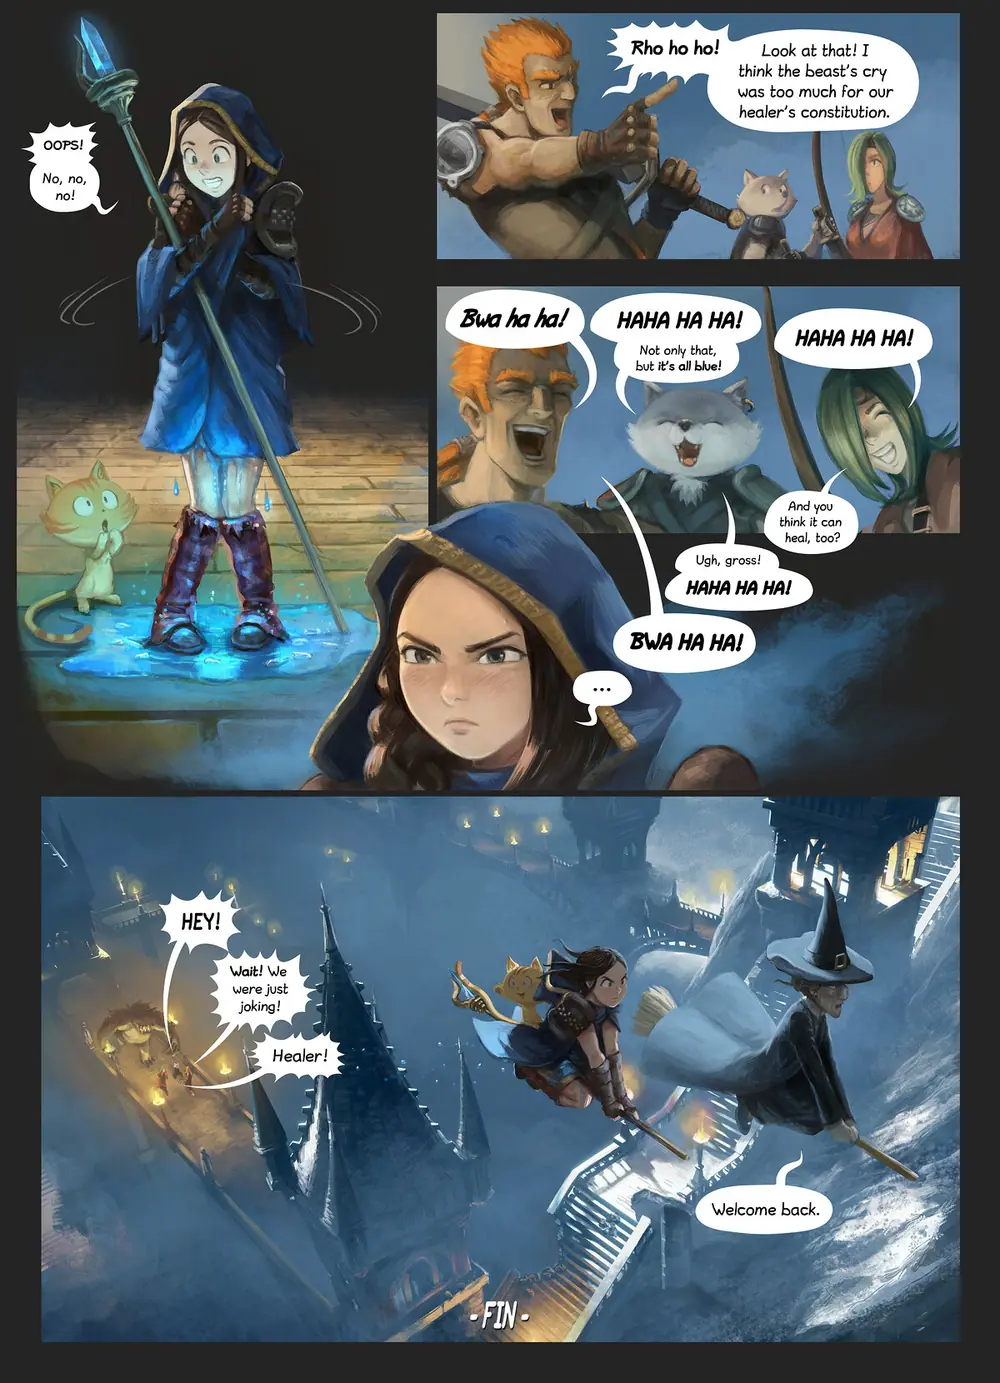 OOPS!
No, no,
no!
Rho ho ho!
Look at that! I
think the beast's cry
was too much for our
healer's constitution.
Bwa ha ha!
HAHA HA HA!
Not only that,
but it's all blue!
HAHA HA HA!
And you
think it can
heal, too?
Ugh, gross!
HAHA HA HA!
BWA HA HA!
...
HEY!
Wait! We
were just
joking!
Healer!
Welcome back.
- FIN -